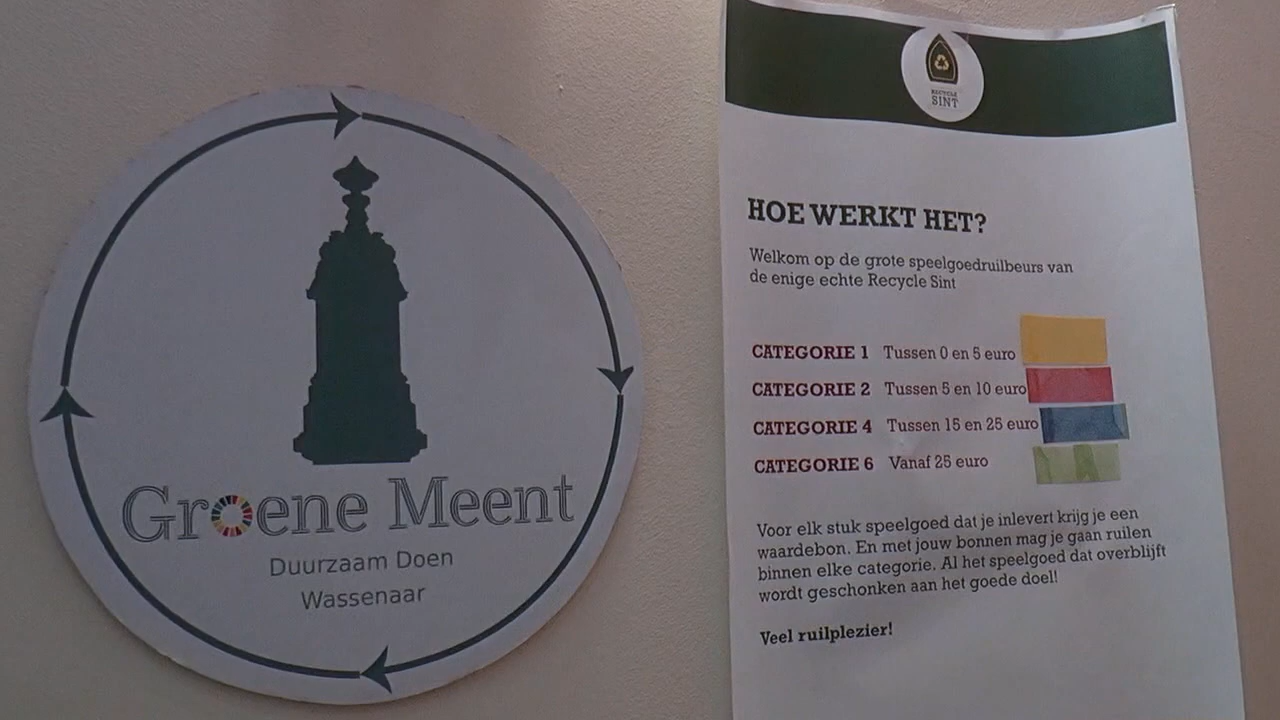 Groene Meent
Duurzaam Doen
Wassenaar
RECYCLE
SINT
HOE WERKT HET?
Welkom op de grote speelgoedruilbeurs van
de enige echte Recycle Sint
CATEGORIE 1 Tussen 0 en 5 euro
CATEGORIE 2 Tussen 5 en 10 euro
CATEGORIE 4 Tussen 15 en 25 euro
CATEGORIE 6 Vanaf 25 euro
Voor elk stuk speelgoed dat je inlevert krijg je een
waardebon. En met jouw bonnen mag je gaan ruilen
binnen elke categorie. Al het speelgoed dat overblijft
wordt geschonken aan het goede doel!
Veel ruilplezier!